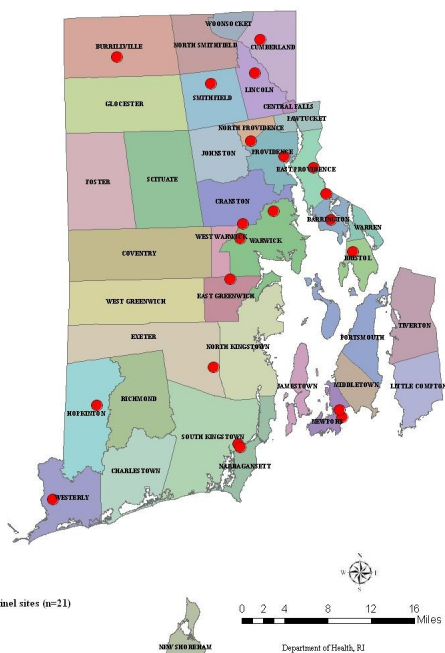 WOONSOCKET
BURRILLVILLE
NORTH SMITHFIELD
CUMBERLAND
LINCOLN
SMITHFIELD
GLOCESTER
CENTRAL FALLS
PAWTUCKET
NORTH PROVIDENCE
JOHNSTON
PROVIDENCE
EAST PROVIDENCE
FOSTER
SCITUATE
CRANSTON
BARRINGTON
WARREN
WEST WARWICK
WARWICK
COVENTRY
BRISTOL
WEST GREENWICH
EAST GREENWICH
TIVERTON
EXETER
NORTH KINGSTOWN
PORTSMOUTH
JAMESTOWN
MIDDLETOWN
LITTLE COMPTON
RICHMOND
HOPKINTON
NEWPORT
SOUTH KINGSTOWN
NARRAGANSETT
CHARLESTOWN
WESTERLY
N
W E
S
inel sites (n=21)
0 2 4 8 12 16
Miles
NEW SHOREHAM
Department of Health, RI